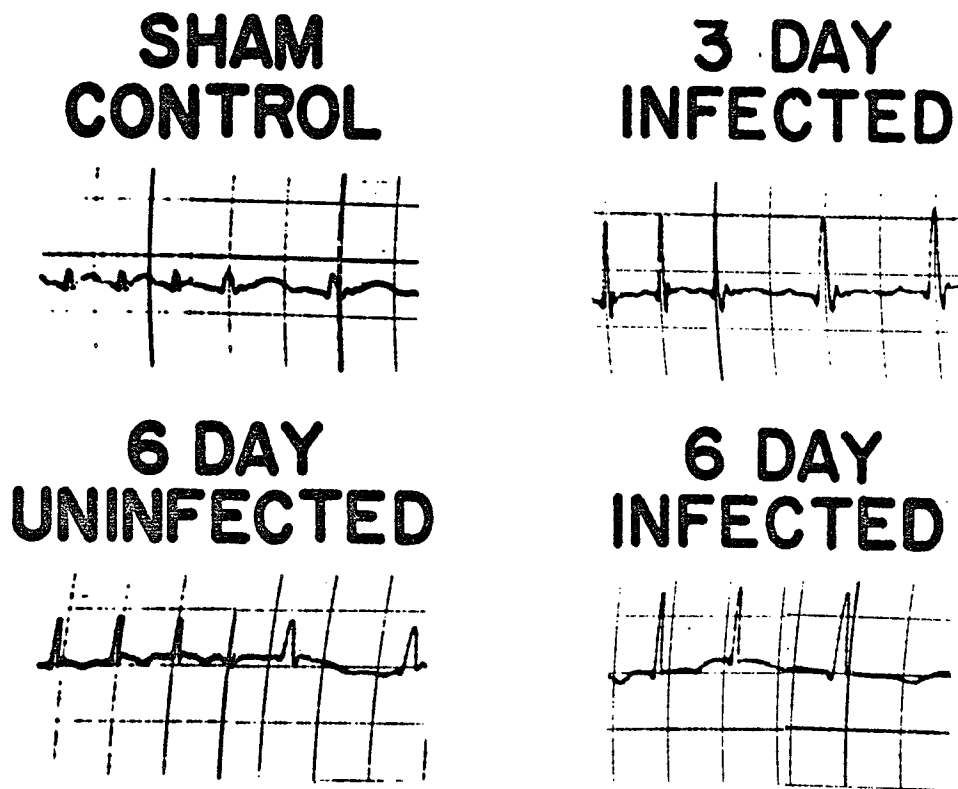 SHAM
CONTROL
3 DAY
INFECTED
6 DAY
UNINFECTED
6 DAY
INFECTED